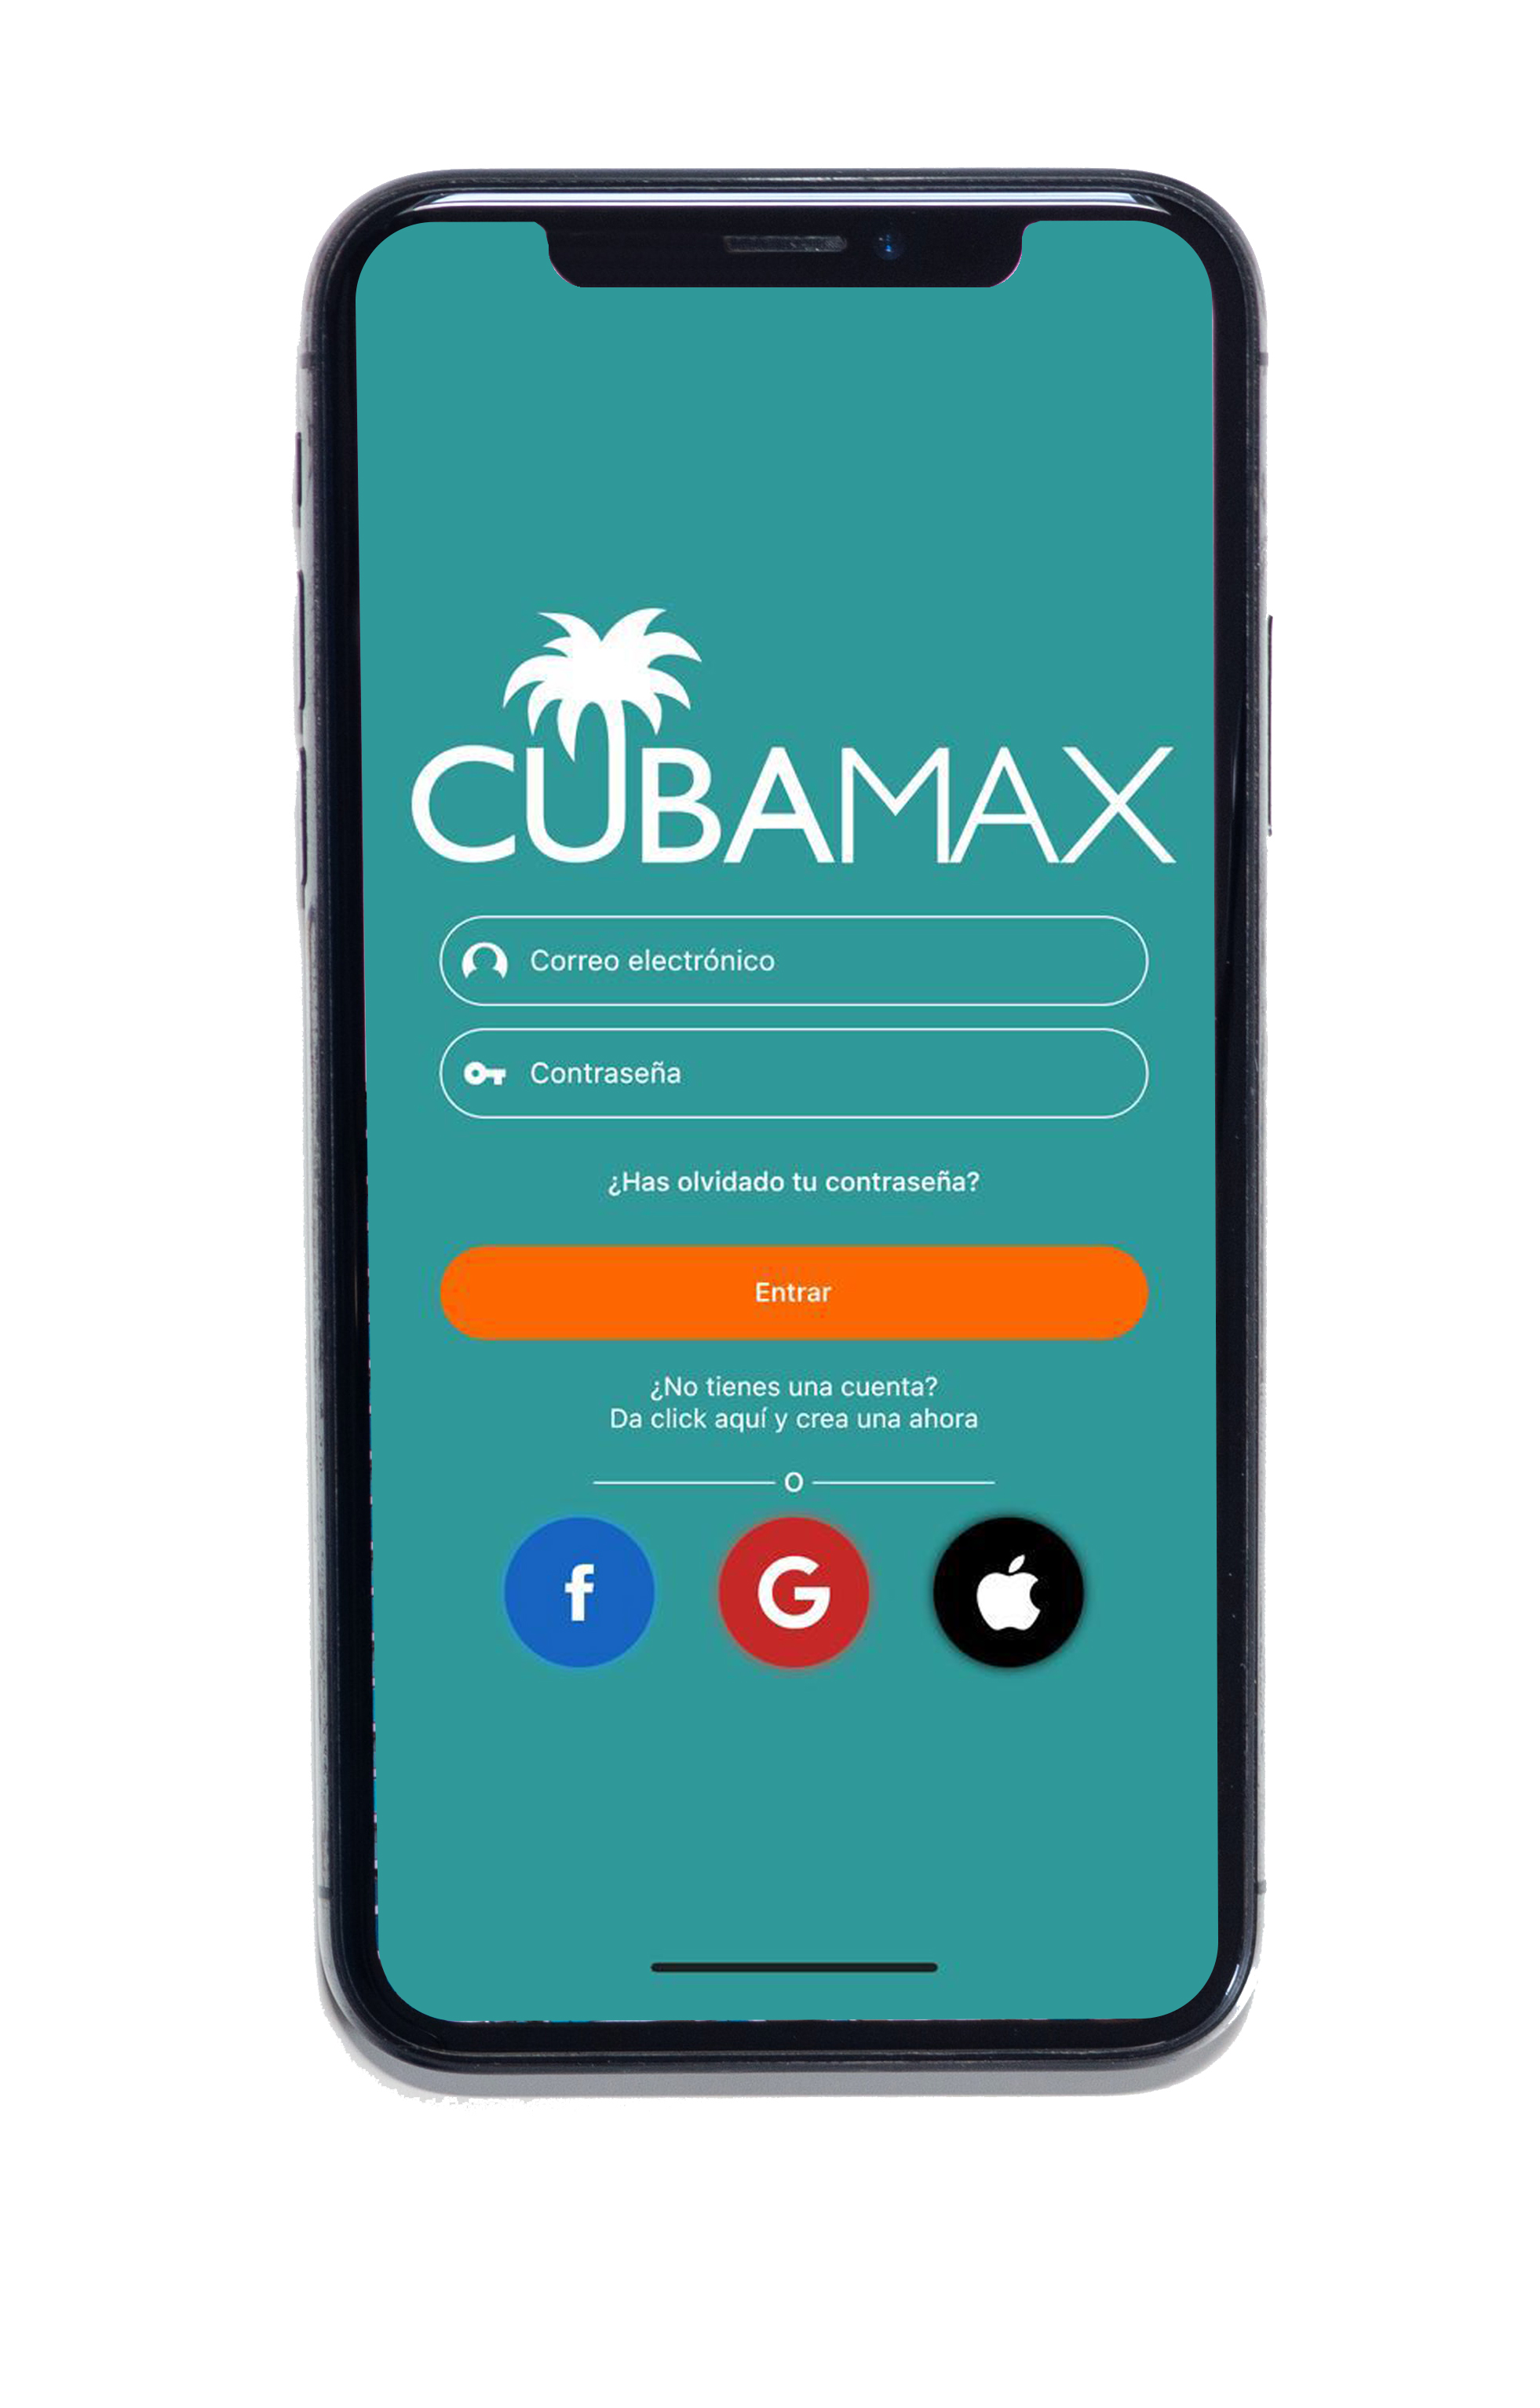 CUBAMAX
Correo electrónico
Contraseña
¿Has olvidado tu contraseña?
Entrar
¿No tienes una cuenta?
Da click aquí y crea una ahora
O
f
G